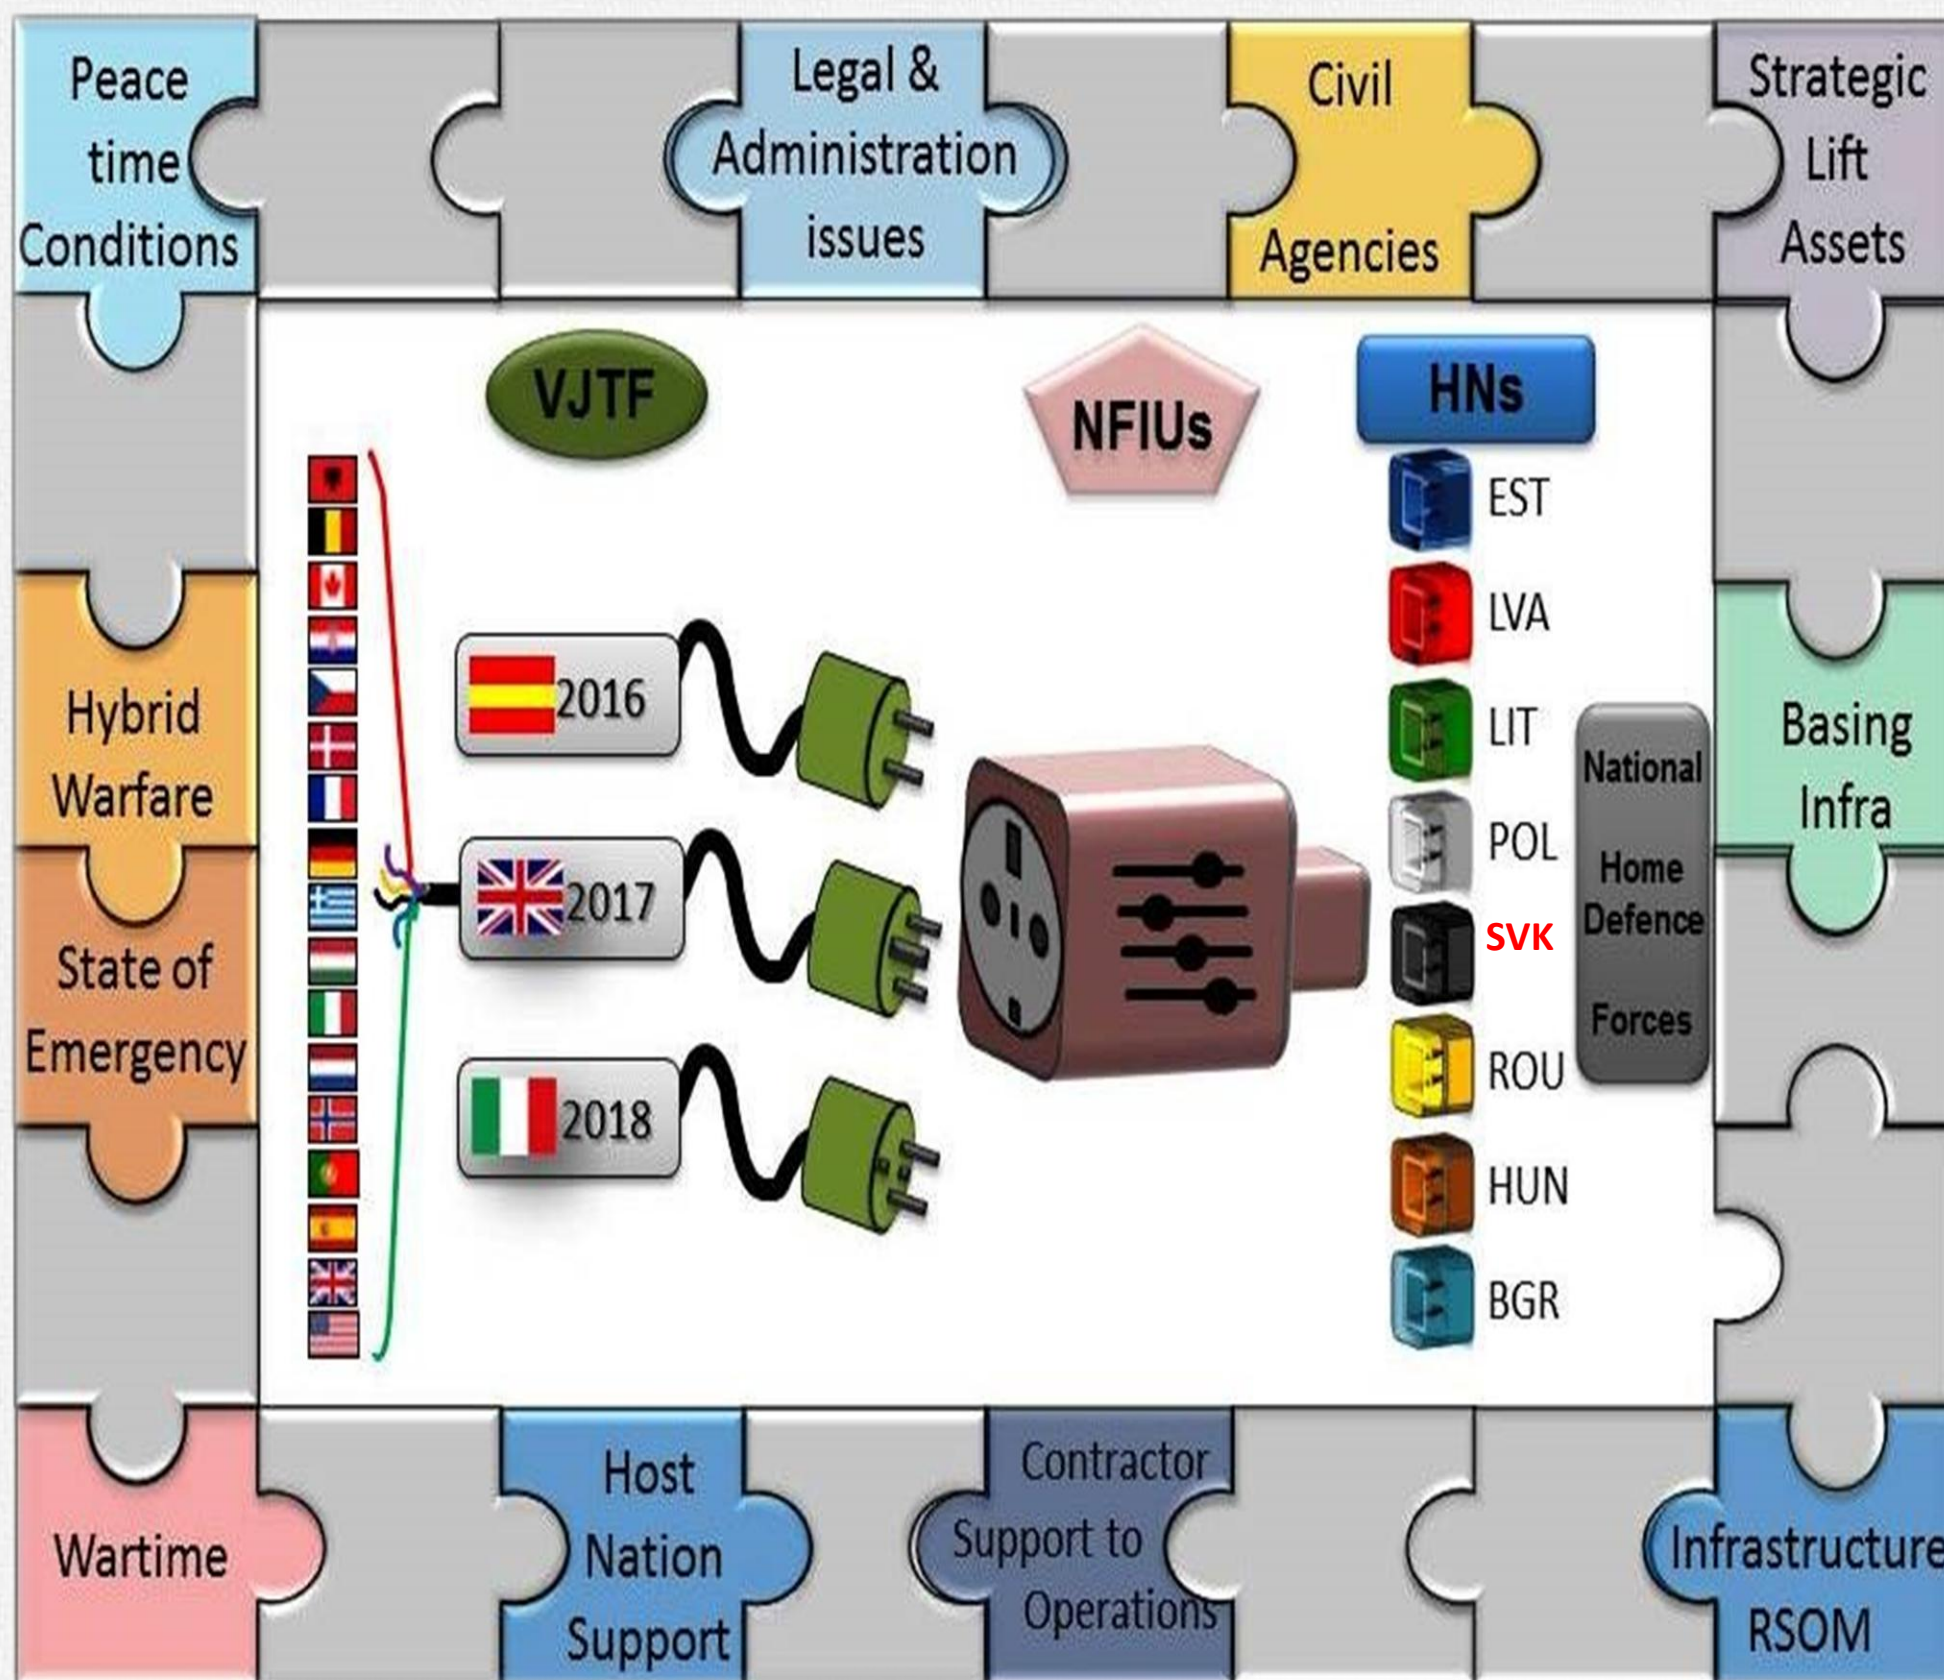 Peace
time
Conditions
Legal &
Administration
issues
Civil
Agencies
Strategic
Lift
Assets
VJTF
NFIUs
HNs
EST
LVA
LIT
POL
SVK
ROU
HUN
BGR
National
Home
Defence
Forces
2016
2017
2018
Hybrid
Warfare
State of
Emergency
Basing
Infra
Wartime
Host
Nation
Support
Contractor
Support to
Operations
Infrastructure
RSOM